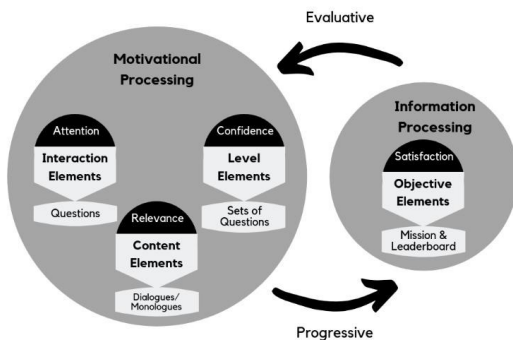 Evaluative
Motivational
Processing
Attention
Interaction
Elements
Questions
Confidence
Level
Elements
Sets of
Questions
Relevance
Content
Elements
Dialogues/
Monologues
Information
Processing
Satisfaction
Objective
Elements
Mission &
Leaderboard
Progressive